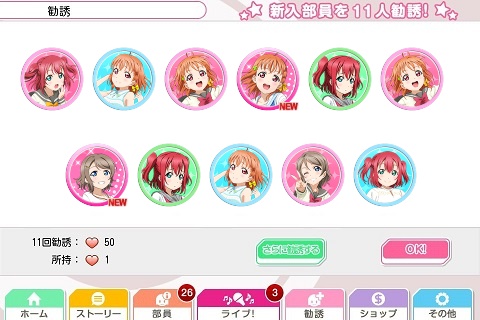 勧誘
新入部員を11人勧誘!
NEW
NEW
11回勧誘: 50
所持: 1
さらに勧誘する
OK!
26
3
ホーム
ストーリー
部員
ライブ!
勧誘
ショップ
その他